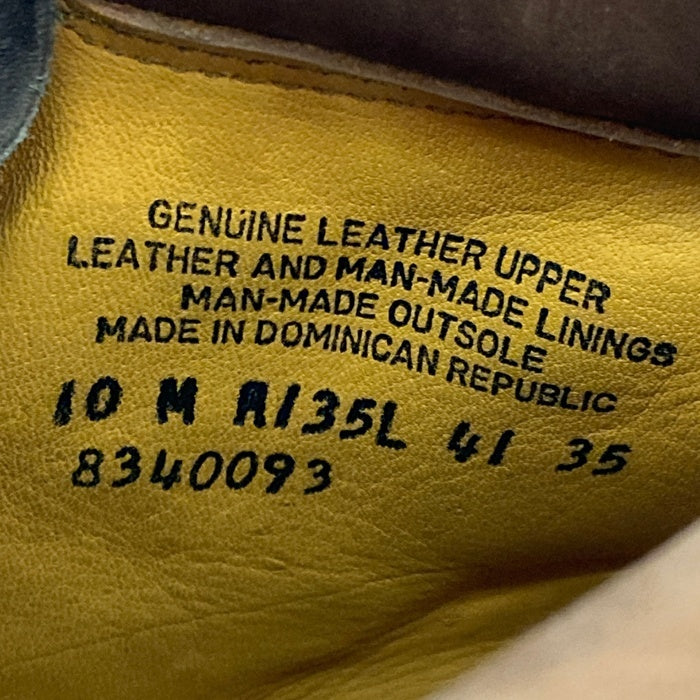 GENUINE LEATHER UPPER
LEATHER AND MAN-MADE LININGS
MAN-MADE OUTSOLE
MADE IN DOMINICAN REPUBLIC
10 M A/35L 41 35
8340093